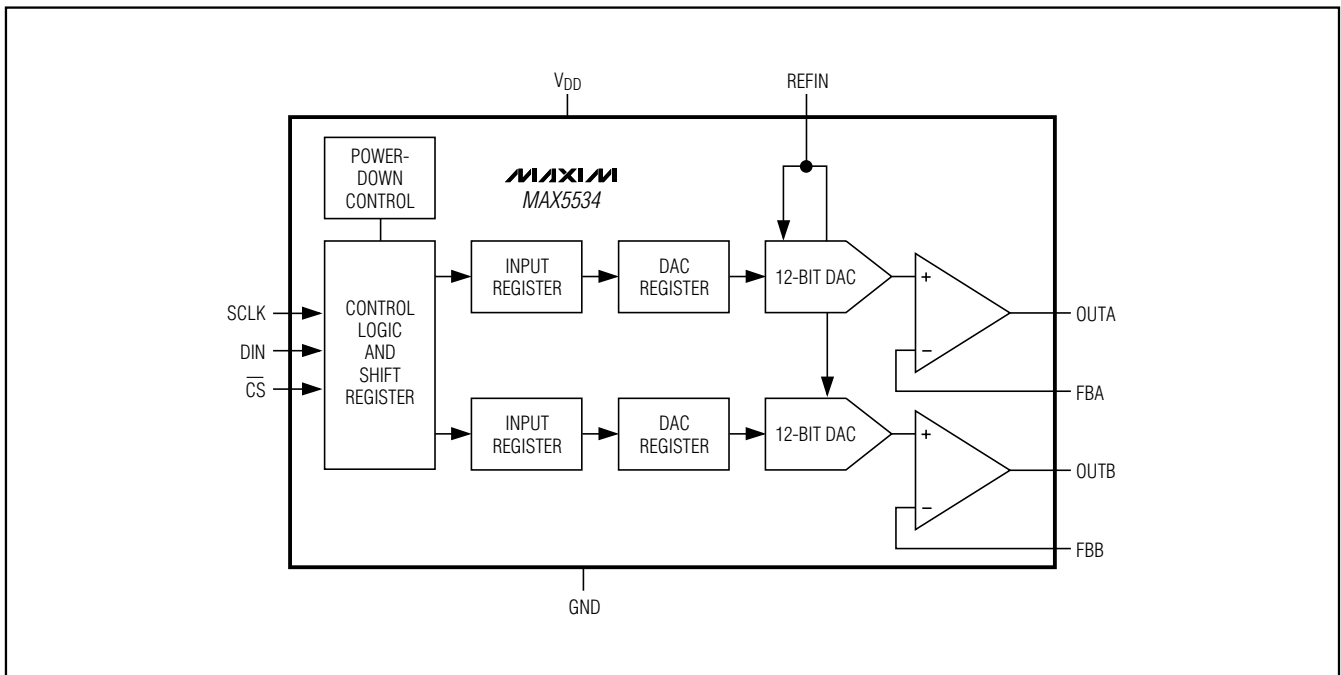 VDD
REFIN
POWER-
DOWN
CONTROL
MAXIM
MAX5534
SCLK
DIN
CS
CONTROL
LOGIC
AND
SHIFT
REGISTER
INPUT
REGISTER
DAC
REGISTER
12-BIT DAC
+
−
OUTA
FBA
INPUT
REGISTER
DAC
REGISTER
12-BIT DAC
+
−
OUTB
FBB
GND